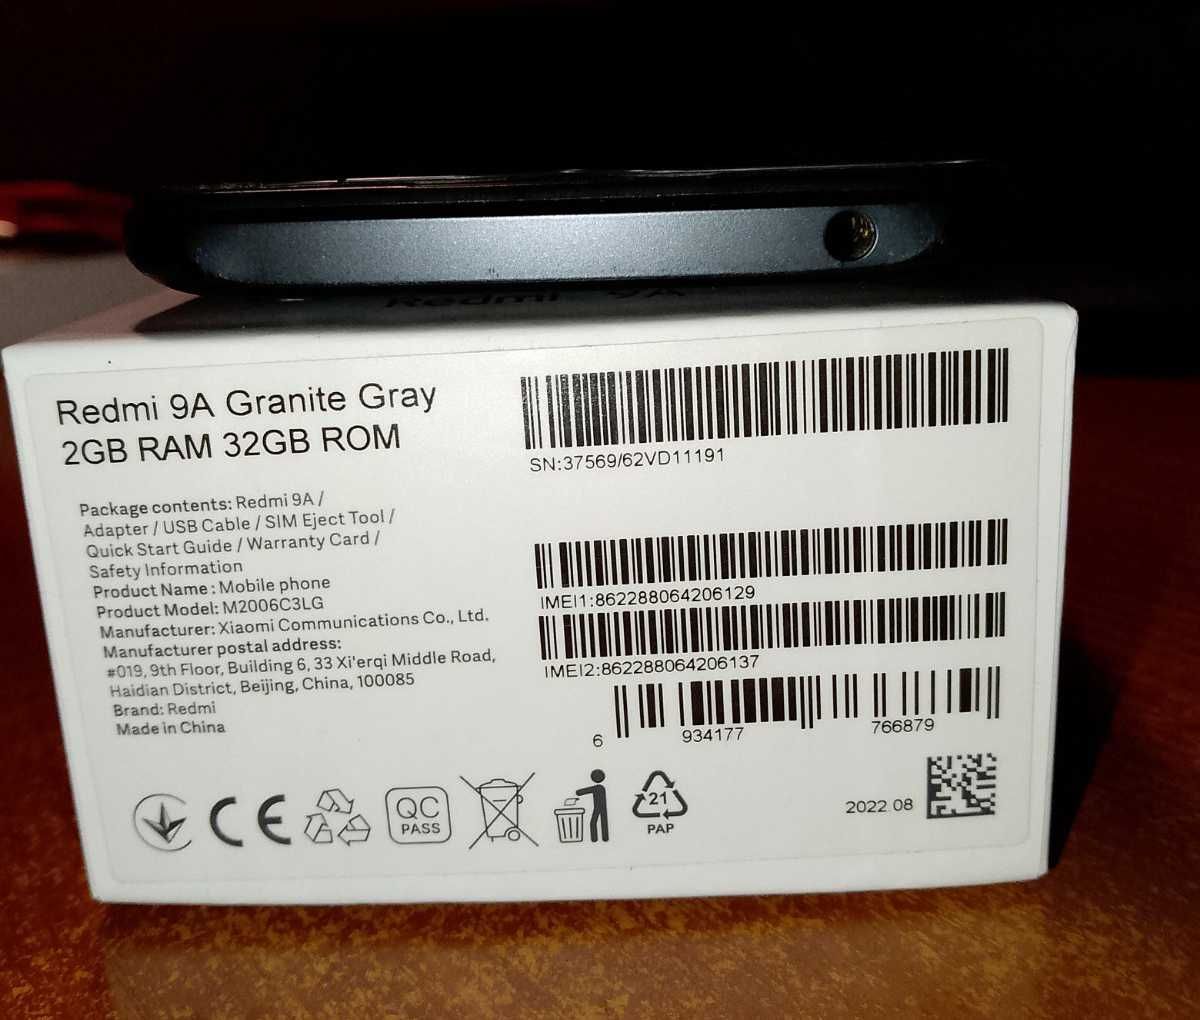 Redmi 9A
Redmi 9A Granite Gray
2GB RAM 32GB ROM
Package contents: Redmi 9A /
Adapter / USB Cable / SIM Eject Tool /
Quick Start Guide / Warranty Card /
Safety Information
Product Name : Mobile phone
Product Model: M2006C3LG
Manufacturer: Xiaomi Communications Co., Ltd.
Manufacturer postal address:
#019, 9th Floor, Building 6, 33 Xi'erqi Middle Road,
Haidian District, Beijing, China, 100085
Brand: Redmi
Made in China
SN:37569/62VD11191
IMEI1:862288064206129
IMEI2:862288064206137
6 934177 766879
CE
QC
PASS
21
PAP
2022 08